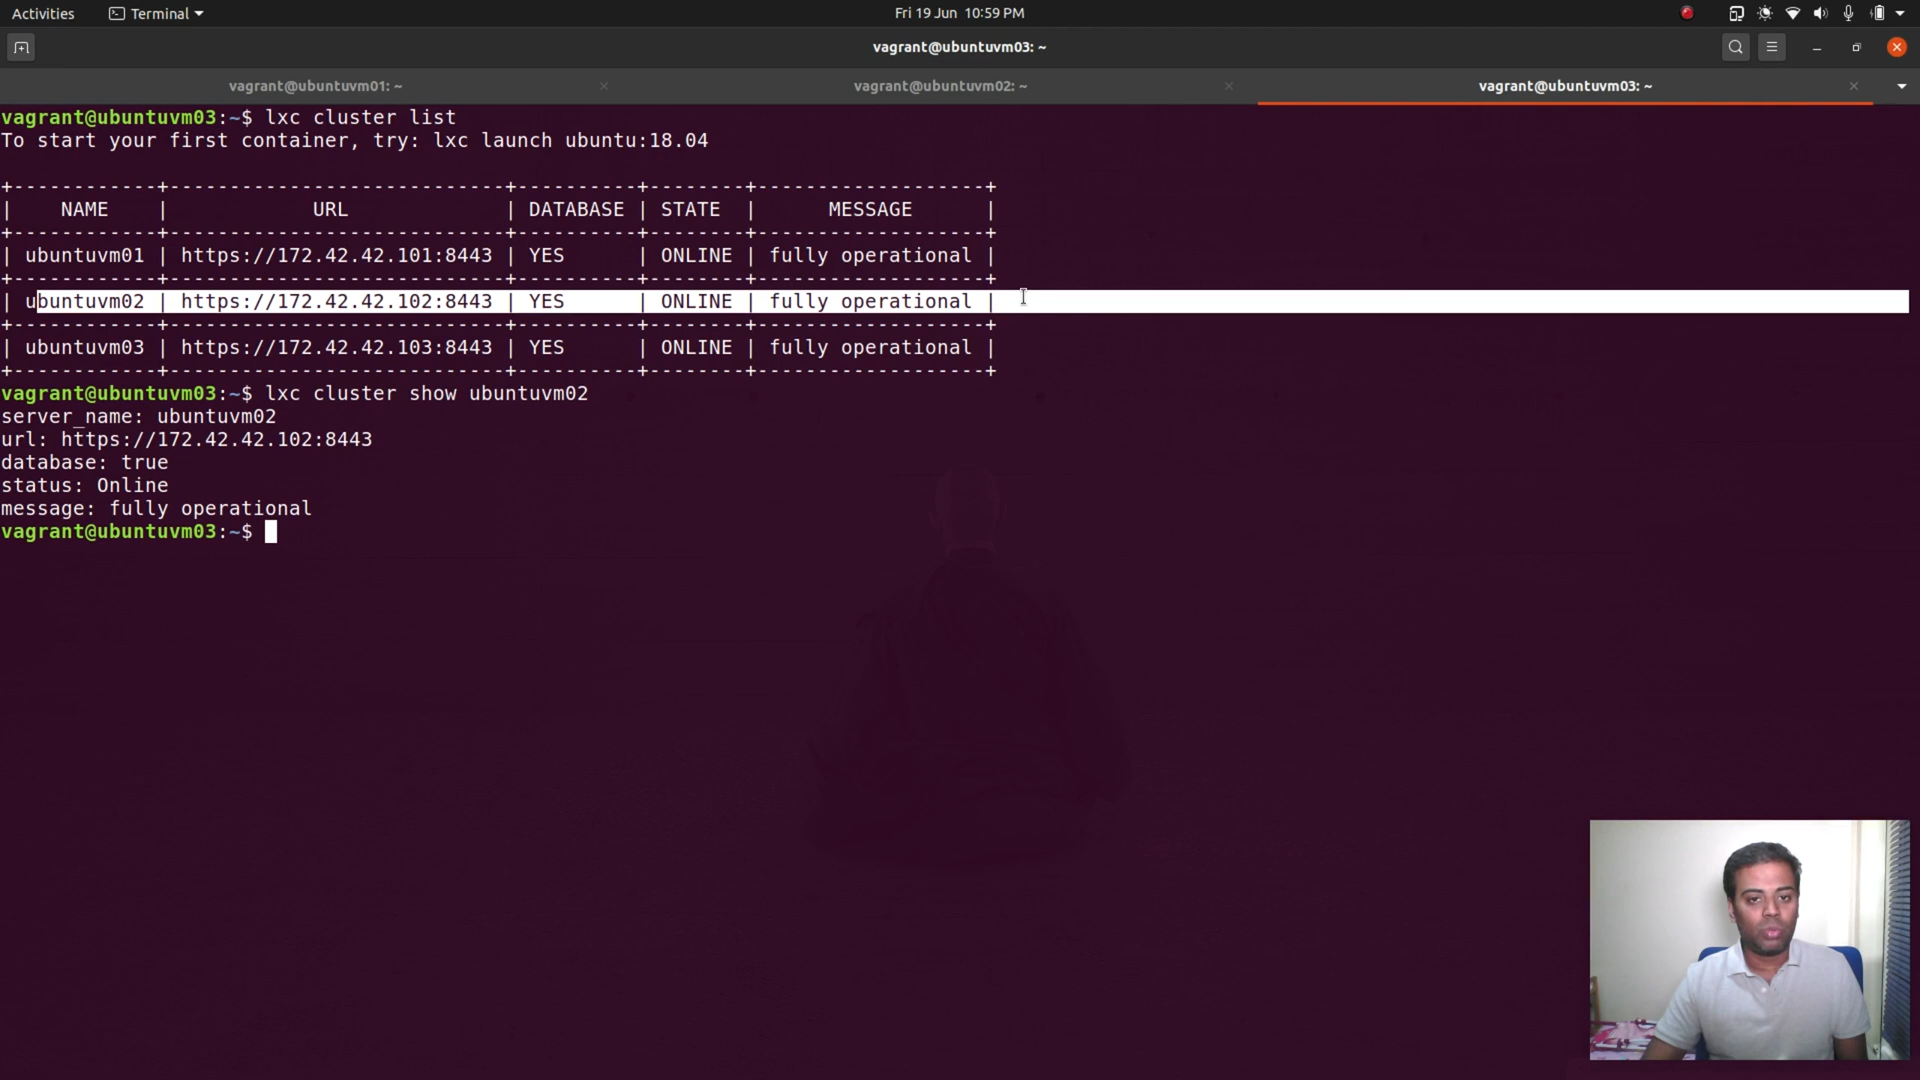 Activities Terminal Fri 19 Jun 10:59 PM
vagrant@ubuntuvm03: ~
vagrant@ubuntuvm01: ~ vagrant@ubuntuvm02: ~ vagrant@ubuntuvm03: ~
vagrant@ubuntuvm03:~$ lxc cluster list
To start your first container, try: lxc launch ubuntu:18.04
+------------+----------------------------+----------+--------+-------------------+
|    NAME    |            URL             | DATABASE | STATE  |      MESSAGE      |
+------------+----------------------------+----------+--------+-------------------+
| ubuntuvm01 | https://172.42.42.101:8443 | YES      | ONLINE | fully operational |
+------------+----------------------------+----------+--------+-------------------+
| ubuntuvm02 | https://172.42.42.102:8443 | YES      | ONLINE | fully operational |
+------------+----------------------------+----------+--------+-------------------+
| ubuntuvm03 | https://172.42.42.103:8443 | YES      | ONLINE | fully operational |
+------------+----------------------------+----------+--------+-------------------+
vagrant@ubuntuvm03:~$ lxc cluster show ubuntuvm02
server_name: ubuntuvm02
url: https://172.42.42.102:8443
database: true
status: Online
message: fully operational
vagrant@ubuntuvm03:~$